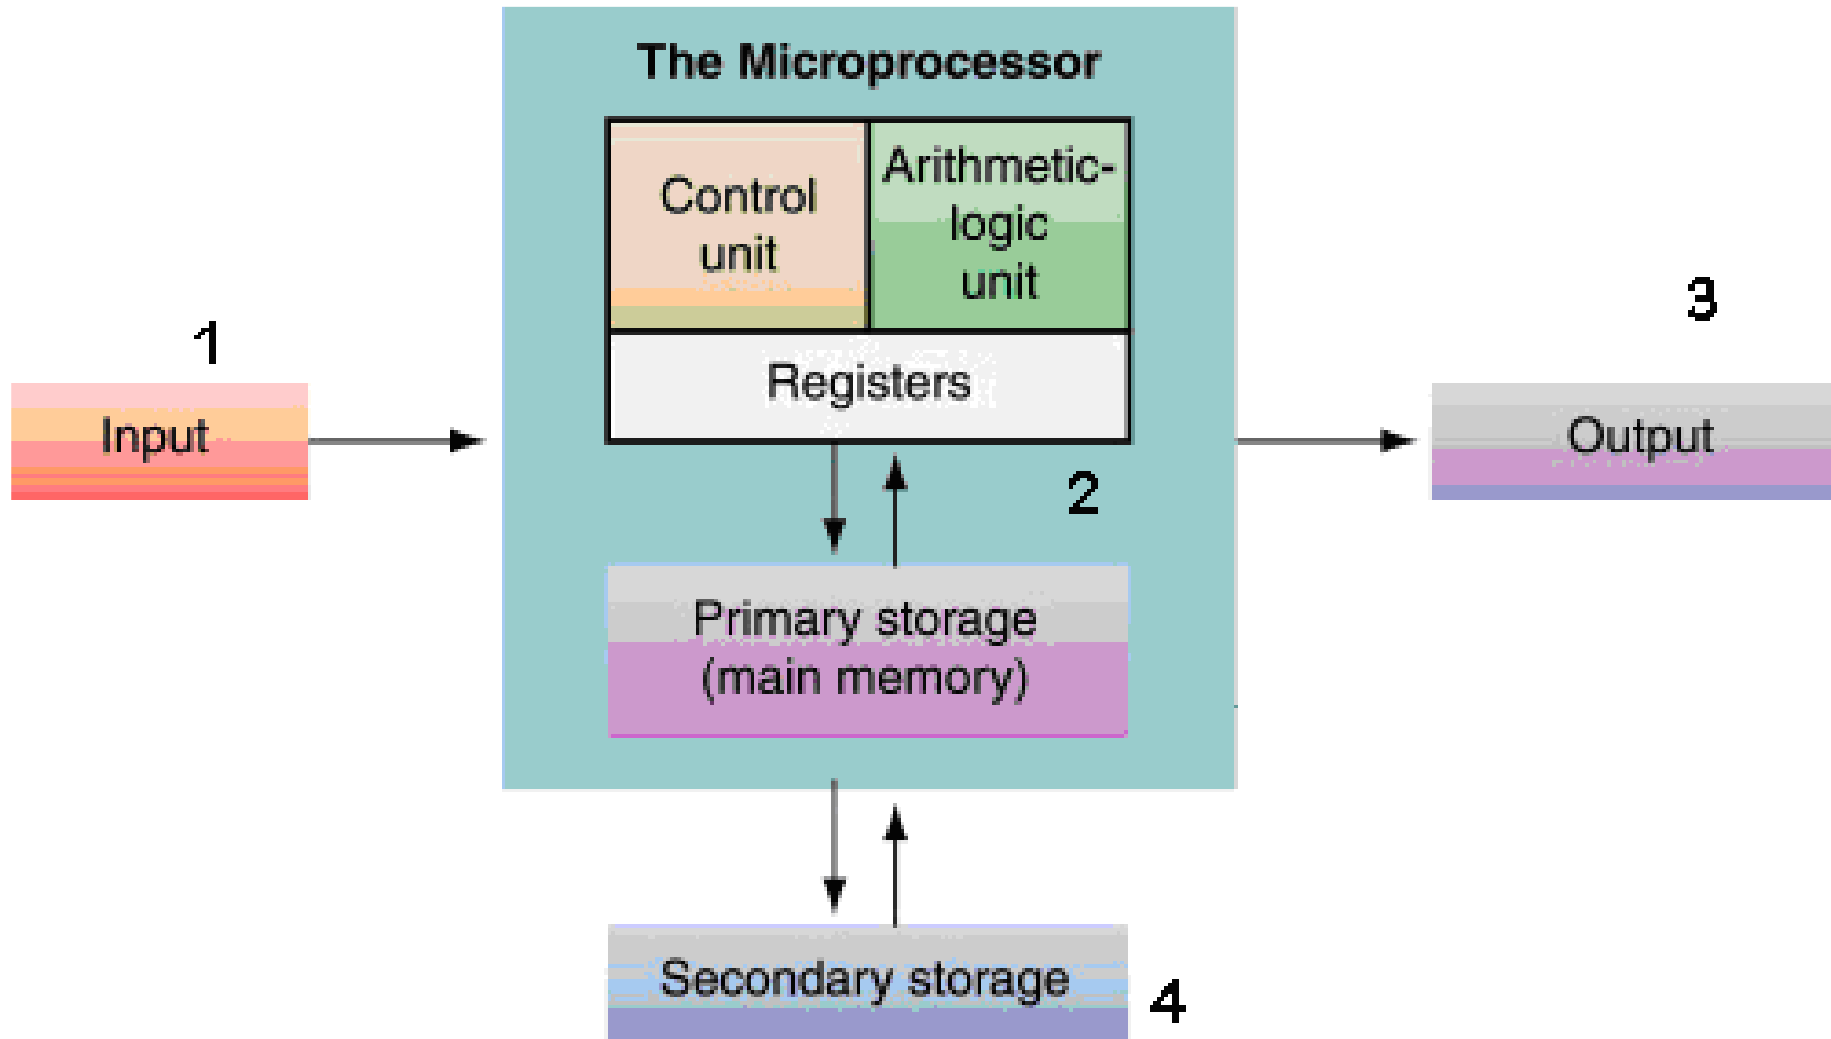 The Microprocessor
Control
unit
Arithmetic-
logic
unit
Registers
1
Input
2
3
Output
Primary storage
(main memory)
Secondary storage
4